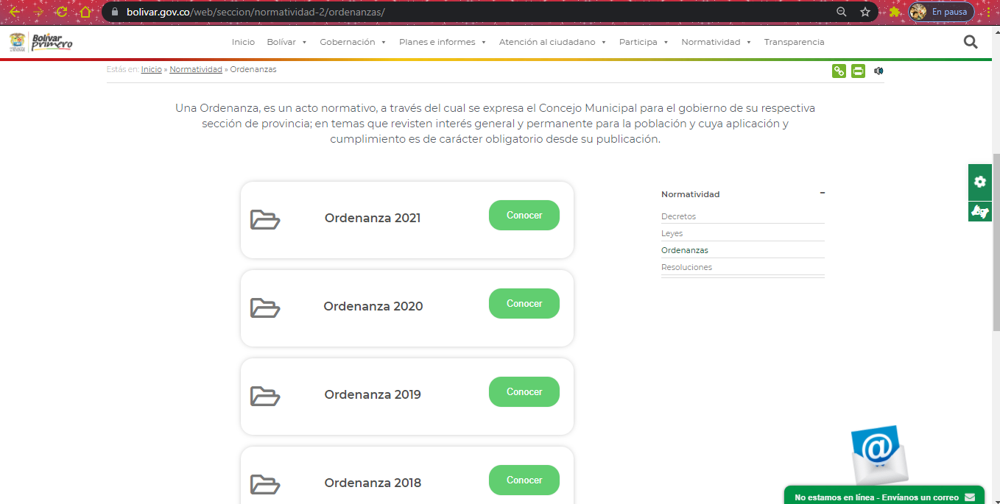 bolivar.gov.co/web/seccion/normatividad-2/ordenanzas/
En pausa
Bolívar primero
Inicio Bolívar Gobernación Planes e informes Atención al ciudadano Participa Normatividad Transparencia
Estás en: Inicio » Normatividad » Ordenanzas
Una Ordenanza, es un acto normativo, a través del cual se expresa el Concejo Municipal para el gobierno de su respectiva
sección de provincia; en temas que revisten interés general y permanente para la población y cuya aplicación y
cumplimiento es de carácter obligatorio desde su publicación.
Ordenanza 2021 Conocer
Ordenanza 2020 Conocer
Ordenanza 2019 Conocer
Ordenanza 2018 Conocer
Normatividad
Decretos
Leyes
Ordenanzas
Resoluciones
@
No estamos en línea - Envíanos un correo